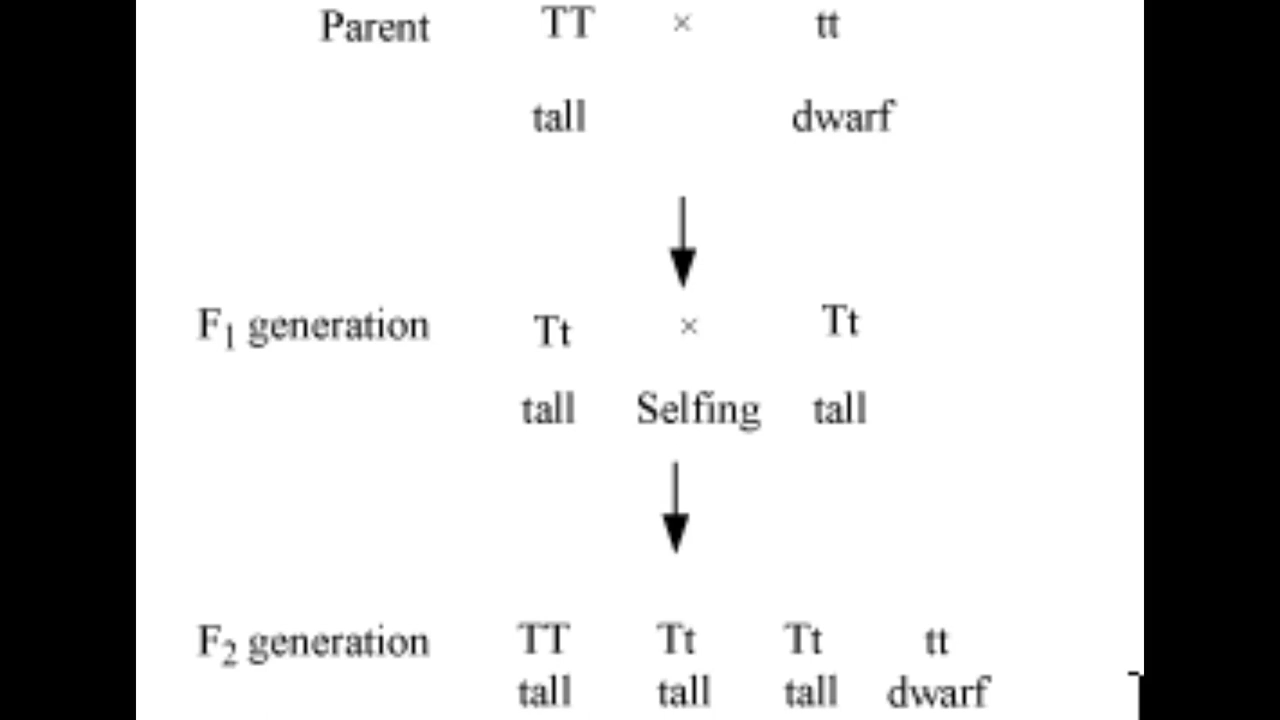 Parent TT × tt
tall dwarf
F₁ generation Tt × Tt
tall Selfing tall
F₂ generation TT Tt Tt tt
tall tall tall dwarf